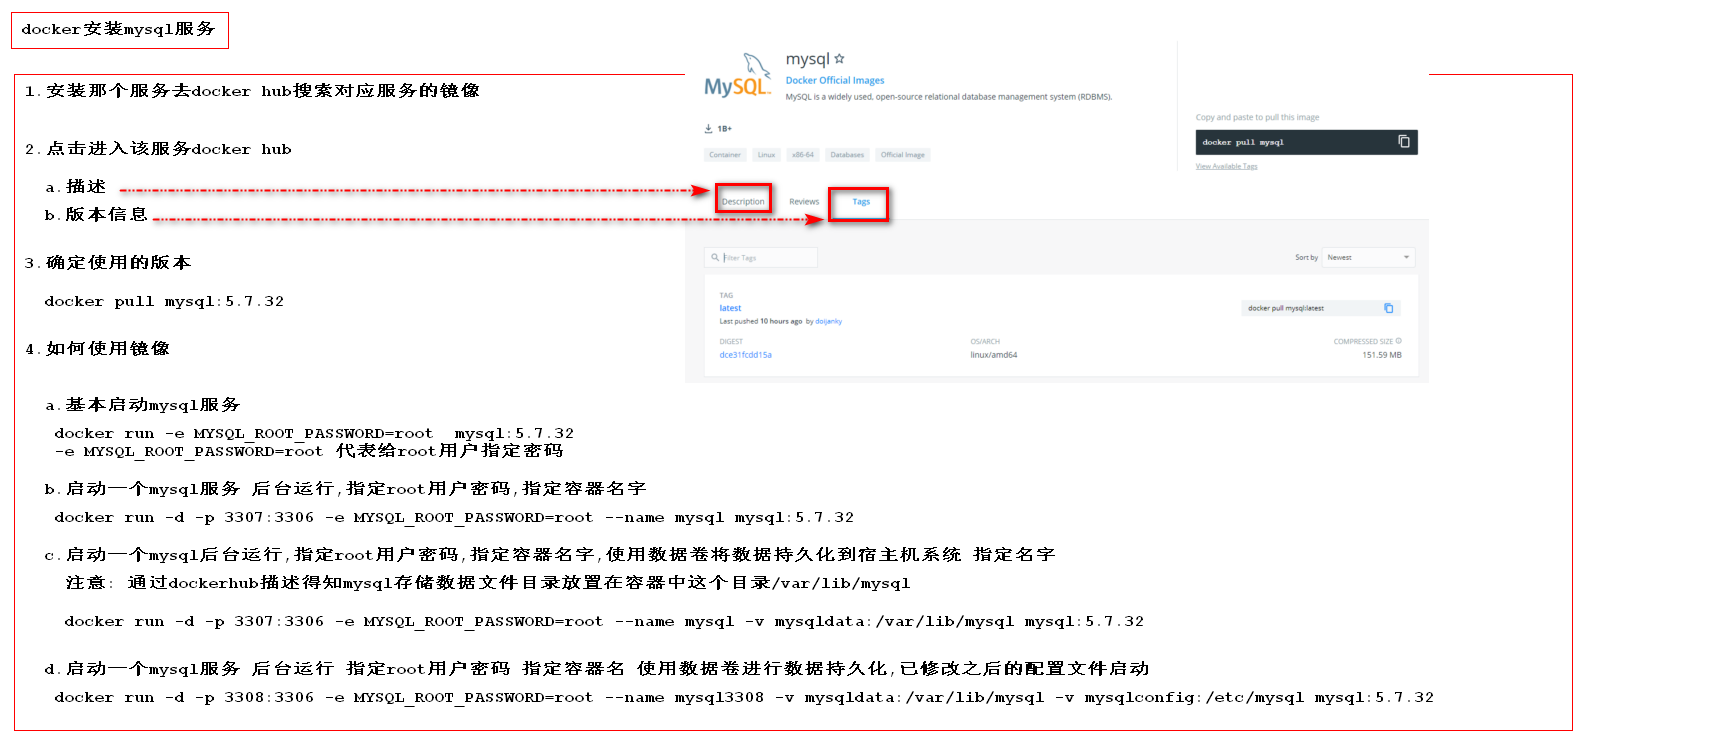 docker安装mysql服务
1.安装那个服务去docker hub搜索对应服务的镜像
2.点击进入该服务docker hub
a.描述
b.版本信息
3.确定使用的版本
docker pull mysql:5.7.32
4.如何使用镜像
a.基本启动mysql服务
docker run -e MYSQL_ROOT_PASSWORD=root  mysql:5.7.32
-e MYSQL_ROOT_PASSWORD=root 代表给root用户指定密码
b.启动一个mysql服务 后台运行,指定root用户密码,指定容器名字
docker run -d -p 3307:3306 -e MYSQL_ROOT_PASSWORD=root --name mysql mysql:5.7.32
c.启动一个mysql后台运行,指定root用户密码,指定容器名字,使用数据卷将数据持久化到宿主机系统 指定名字
注意: 通过dockerhub描述得知mysql存储数据文件目录放置在容器中这个目录/var/lib/mysql
docker run -d -p 3307:3306 -e MYSQL_ROOT_PASSWORD=root --name mysql -v mysqldata:/var/lib/mysql mysql:5.7.32
d.启动一个mysql服务 后台运行 指定root用户密码 指定容器名 使用数据卷进行数据持久化,已修改之后的配置文件启动
docker run -d -p 3308:3306 -e MYSQL_ROOT_PASSWORD=root --name mysql3308 -v mysqldata:/var/lib/mysql -v mysqlconfig:/etc/mysql mysql:5.7.32
MySQL
mysql
Docker Official Images
MySQL is a widely used, open-source relational database management system (RDBMS).
1B+
Container Linux x86-64 Databases Official Image
Copy and paste to pull this image
docker pull mysql
View Available Tags
Description Reviews Tags
Filter Tags
Sort by Newest
TAG
latest
docker pull mysql:latest
Last pushed 10 hours ago by doijanky
DIGEST OS/ARCH COMPRESSED SIZE
dce31fcdd15a linux/amd64 151.59 MB